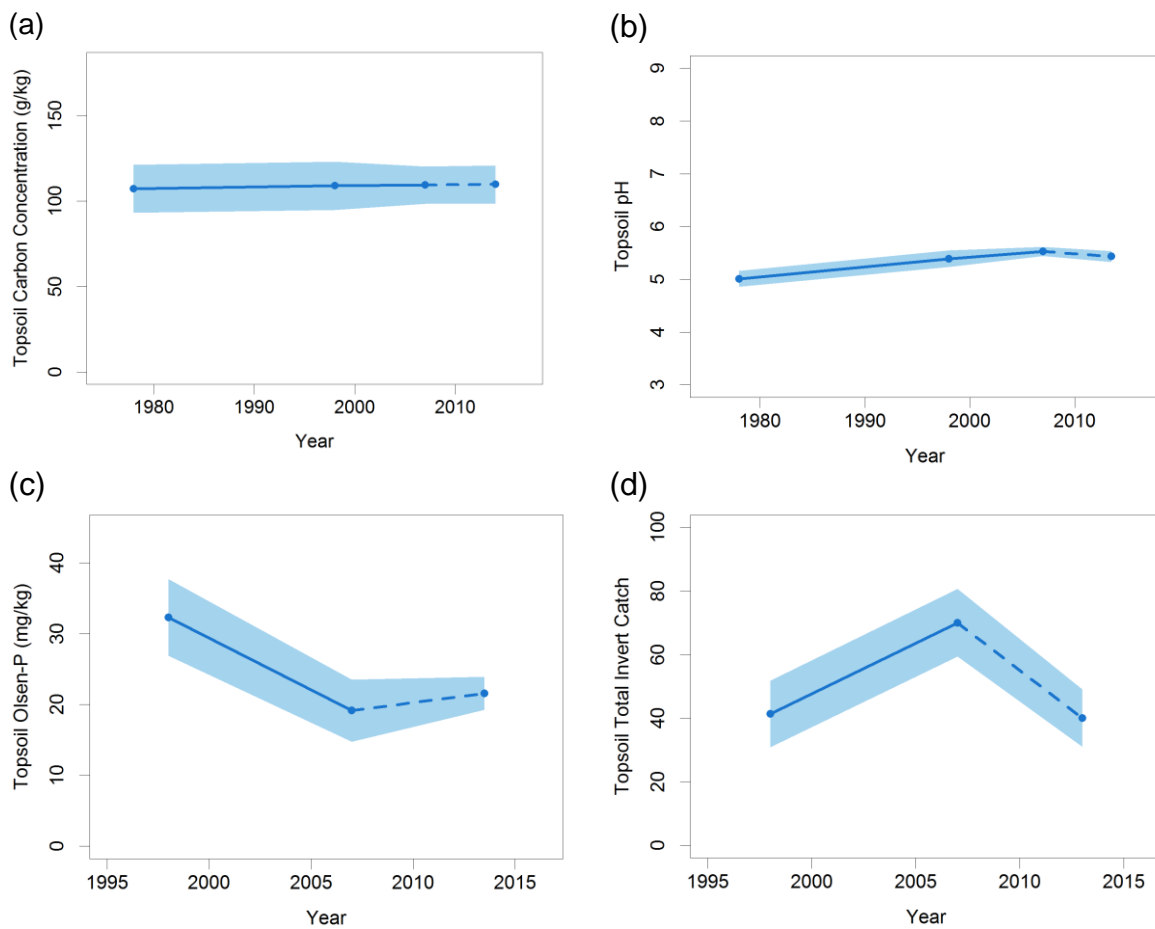 (a)
Topsoil Carbon Concentration (g/kg)
150
100
50
0
1980 1990 2000 2010
Year
(b)
Topsoil pH
9
8
7
6
5
4
3
1980 1990 2000 2010
Year
(c)
Topsoil Olsen-P (mg/kg)
40
30
20
10
0
1995 2000 2005 2010 2015
Year
(d)
Topsoil Total Invert Catch
100
80
60
40
20
0
1995 2000 2005 2010 2015
Year